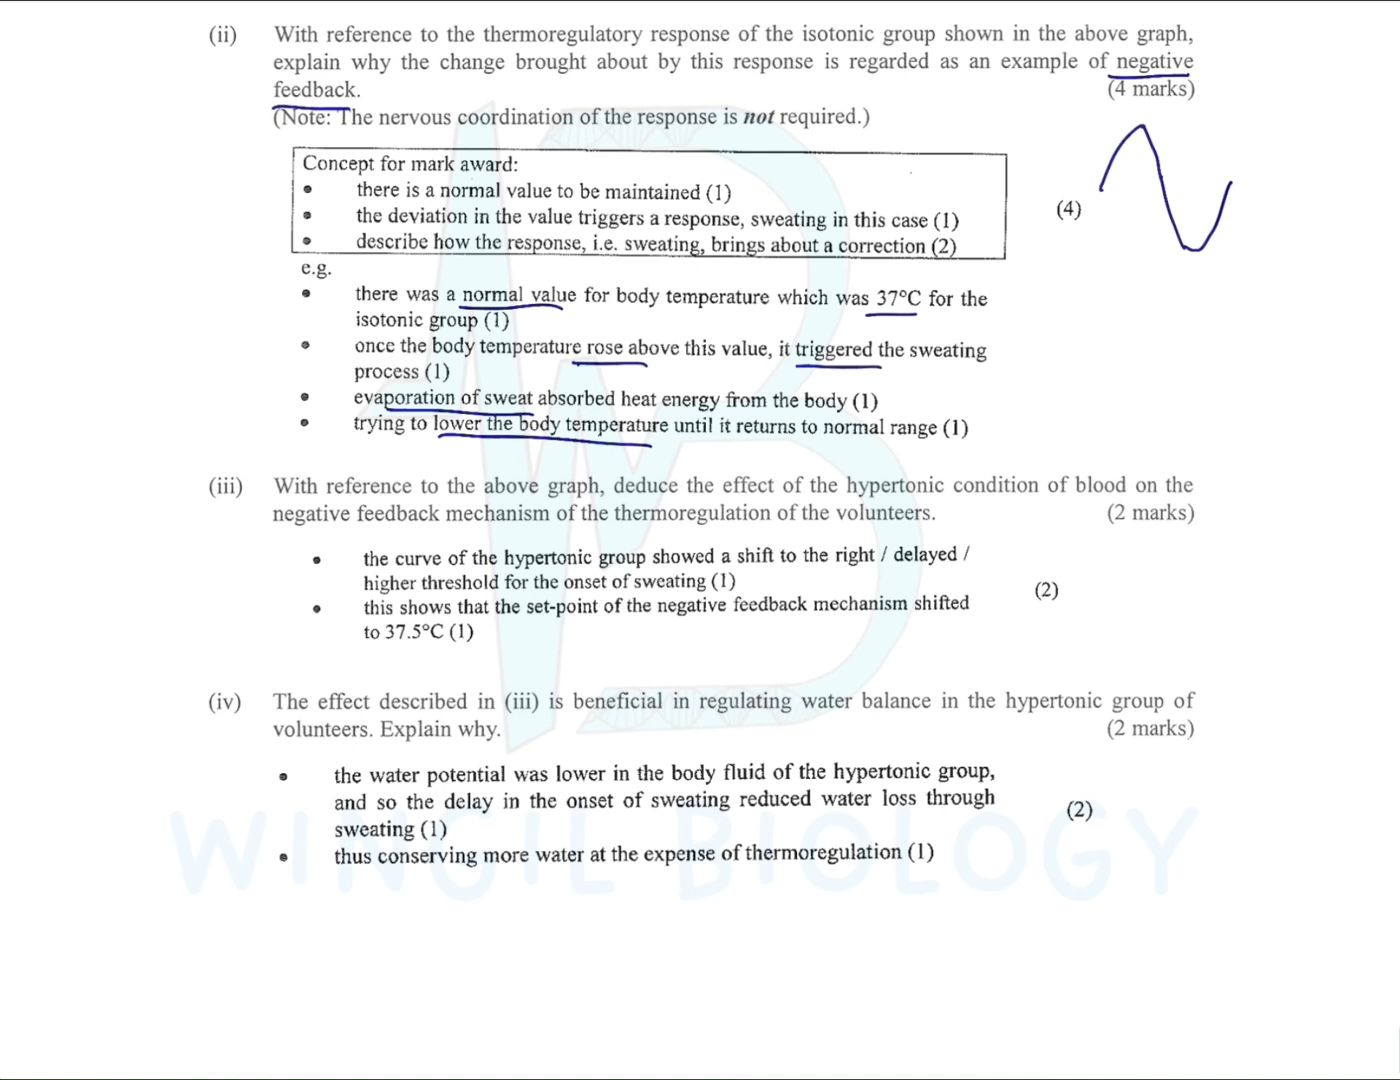 (ii) With reference to the thermoregulatory response of the isotonic group shown in the above graph,
explain why the change brought about by this response is regarded as an example of negative
feedback. (4 marks)
(Note: The nervous coordination of the response is not required.)
Concept for mark award:
• there is a normal value to be maintained (1)
• the deviation in the value triggers a response, sweating in this case (1)
• describe how the response, i.e. sweating, brings about a correction (2)
(4)
e.g.
• there was a normal value for body temperature which was 37°C for the
isotonic group (1)
• once the body temperature rose above this value, it triggered the sweating
process (1)
• evaporation of sweat absorbed heat energy from the body (1)
• trying to lower the body temperature until it returns to normal range (1)
(iii) With reference to the above graph, deduce the effect of the hypertonic condition of blood on the
negative feedback mechanism of the thermoregulation of the volunteers. (2 marks)
• the curve of the hypertonic group showed a shift to the right / delayed /
higher threshold for the onset of sweating (1)
(2)
• this shows that the set-point of the negative feedback mechanism shifted
to 37.5°C (1)
(iv) The effect described in (iii) is beneficial in regulating water balance in the hypertonic group of
volunteers. Explain why. (2 marks)
• the water potential was lower in the body fluid of the hypertonic group,
and so the delay in the onset of sweating reduced water loss through
(2)
sweating (1)
• thus conserving more water at the expense of thermoregulation (1)
WINGIL BIOLOGY